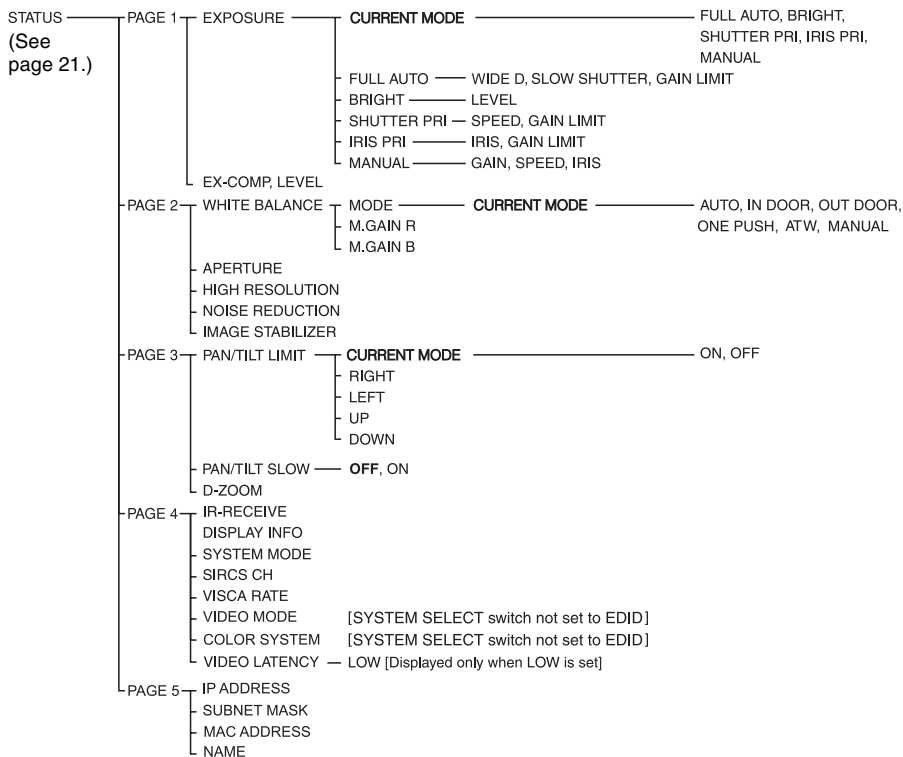 STATUS PAGE 1 EXPOSURE CURRENT MODE FULL AUTO, BRIGHT,
(See SHUTTER PRI, IRIS PRI,
page 21.) MANUAL
FULL AUTO WIDE D, SLOW SHUTTER, GAIN LIMIT
BRIGHT LEVEL
SHUTTER PRI SPEED, GAIN LIMIT
IRIS PRI IRIS, GAIN LIMIT
MANUAL GAIN, SPEED, IRIS
EX-COMP, LEVEL
PAGE 2 WHITE BALANCE MODE CURRENT MODE AUTO, IN DOOR, OUT DOOR,
M.GAIN R ONE PUSH, ATW, MANUAL
M.GAIN B
APERTURE
HIGH RESOLUTION
NOISE REDUCTION
IMAGE STABILIZER
PAGE 3 PAN/TILT LIMIT CURRENT MODE ON, OFF
RIGHT
LEFT
UP
DOWN
PAN/TILT SLOW OFF, ON
D-ZOOM
PAGE 4 IR-RECEIVE
DISPLAY INFO
SYSTEM MODE
SIRCS CH
VISCA RATE
VIDEO MODE [SYSTEM SELECT switch not set to EDID]
COLOR SYSTEM [SYSTEM SELECT switch not set to EDID]
VIDEO LATENCY LOW [Displayed only when LOW is set]
PAGE 5 IP ADDRESS
SUBNET MASK
MAC ADDRESS
NAME